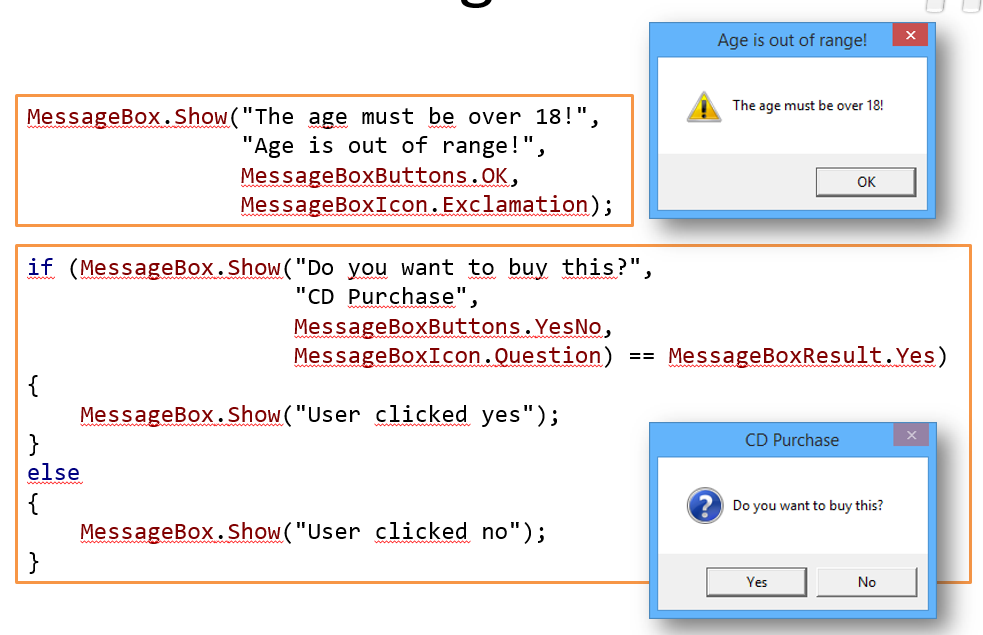 MessageBox.Show("The age must be over 18!",
"Age is out of range!",
MessageBoxButtons.OK,
MessageBoxIcon.Exclamation);
Age is out of range!
The age must be over 18!
OK
if (MessageBox.Show("Do you want to buy this?",
"CD Purchase",
MessageBoxButtons.YesNo,
MessageBoxIcon.Question) == MessageBoxResult.Yes)
{
MessageBox.Show("User clicked yes");
}
else
{
MessageBox.Show("User clicked no");
}
CD Purchase
Do you want to buy this?
Yes No